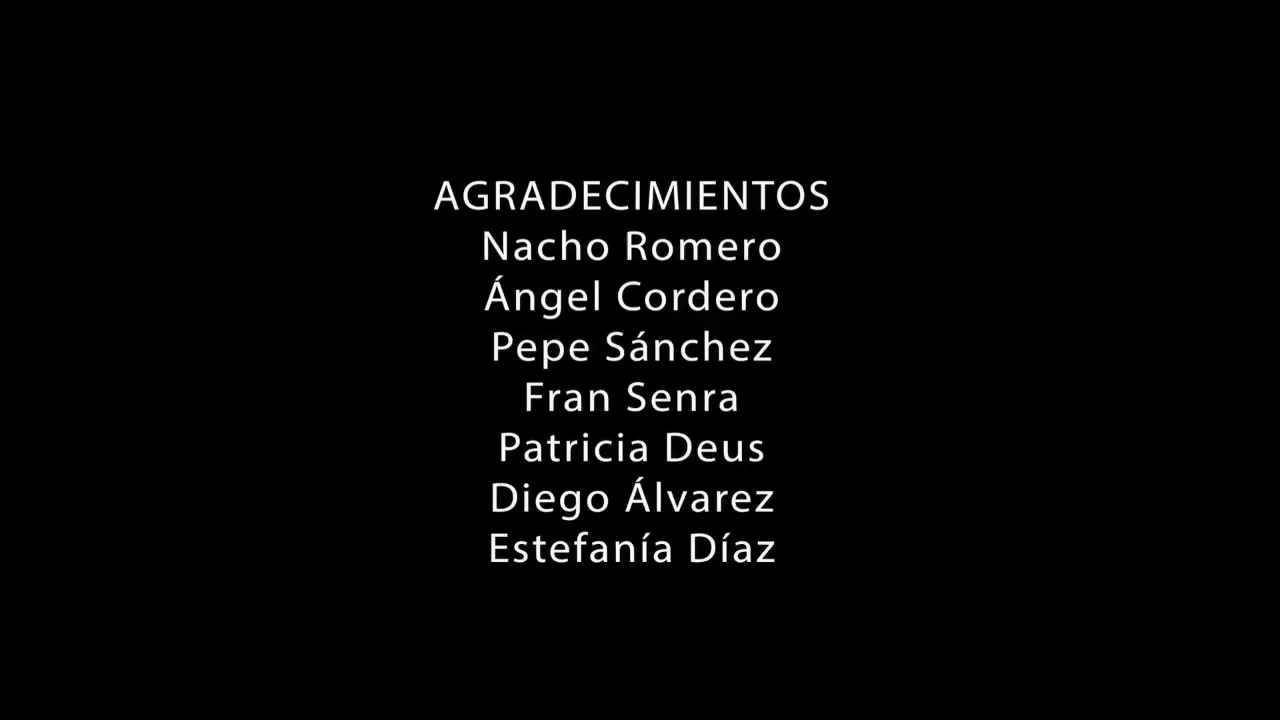 AGRADECIMIENTOS
Nacho Romero
Ángel Cordero
Pepe Sánchez
Fran Senra
Patricia Deus
Diego Álvarez
Estefanía Díaz